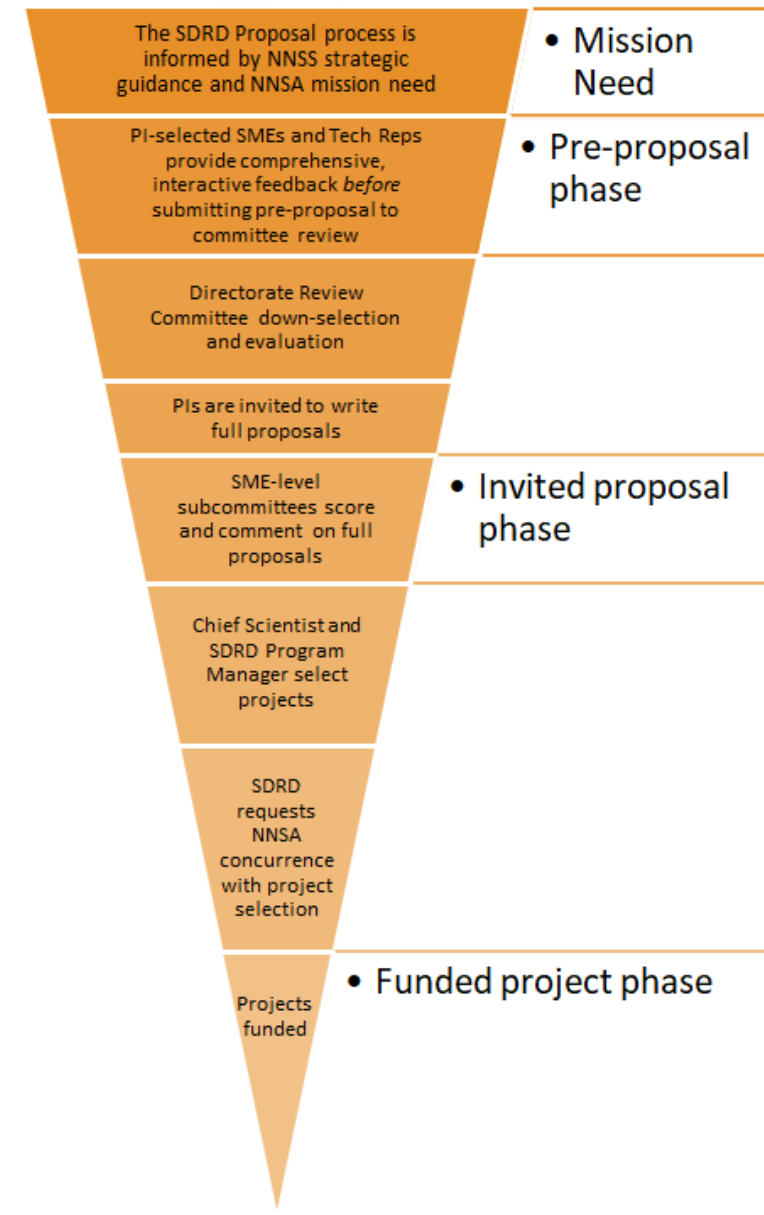 The SDRD Proposal process is
informed by NNSS strategic
guidance and NNSA mission need
• Mission
Need
PI-selected SMEs and Tech Reps
provide comprehensive,
interactive feedback before
submitting pre-proposal to
committee review
• Pre-proposal
phase
Directorate Review
Committee down-selection
and evaluation
PIs are invited to write
full proposals
SME-level
subcommittees score
and comment on full
proposals
• Invited proposal
phase
Chief Scientist and
SDRD Program
Manager select
projects
SDRD
requests
NNSA
concurrence
with project
selection
Projects
funded
• Funded project phase